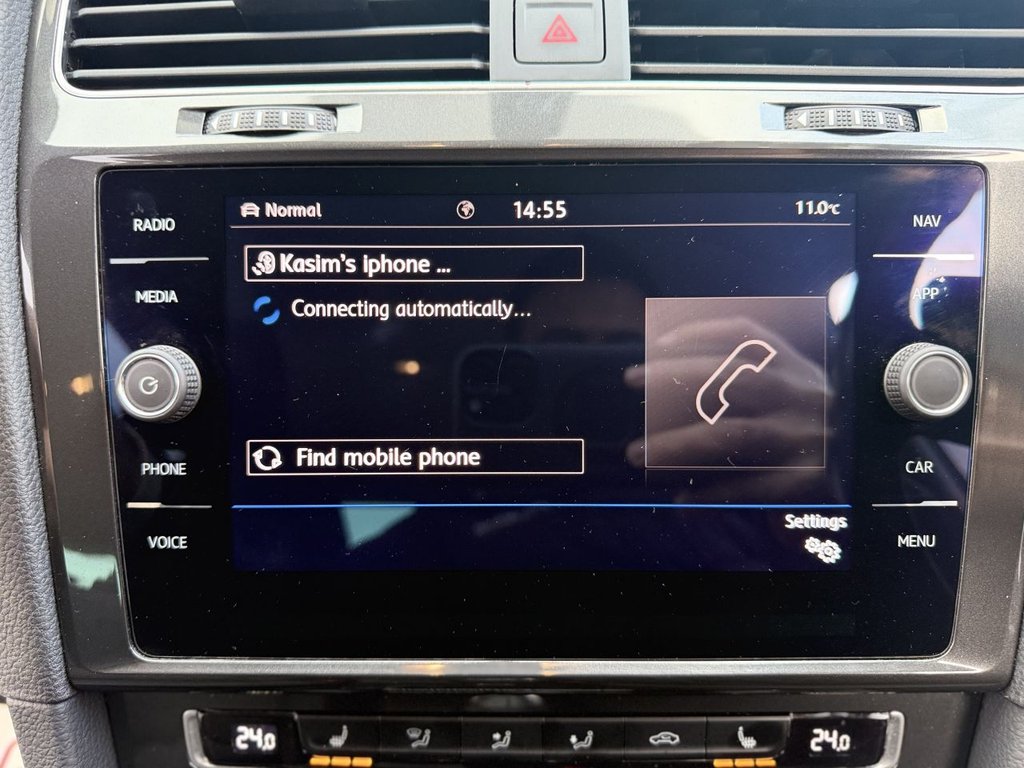 RADIO
MEDIA
PHONE
VOICE
Normal
14:55
11.0°C
Kasim's iphone ...
Connecting automatically...
Find mobile phone
Settings
NAV
APP
CAR
MENU
24.0
24.0